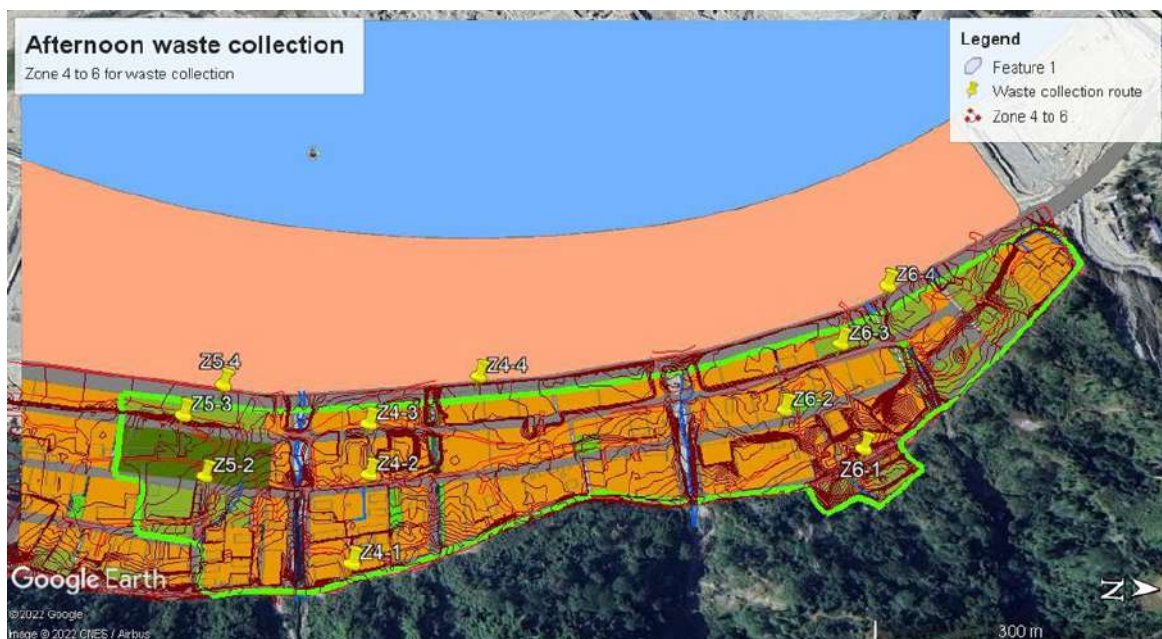 Afternoon waste collection
Zone 4 to 6 for waste collection
Legend
Feature 1
Waste collection route
Zone 4 to 6
Z6-4
Z6-3
Z5-4
Z4-4
Z5-3
Z4-3
Z6-2
Z5-2
Z4-2
Z6-1
Z4-1
Google Earth
©2022 Google
Image © 2022 CNES / Airbus
N
300 m